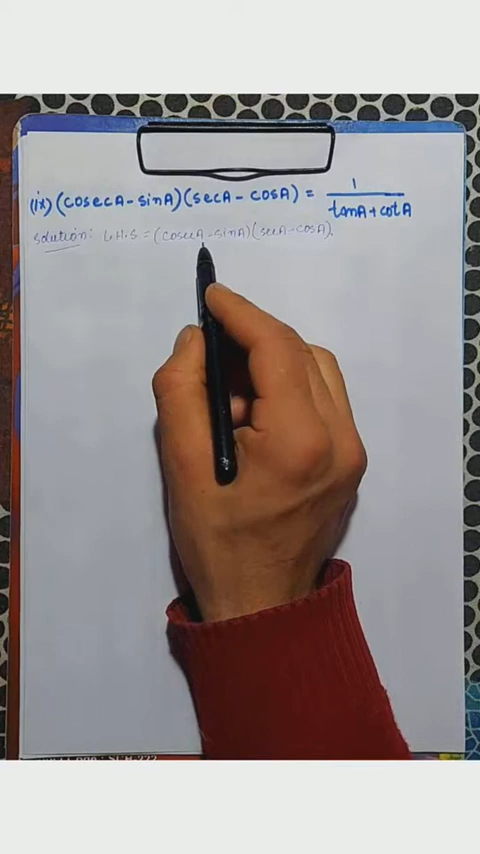 (ix) (cosecA-sinA) (secA - cosA) = 1/(tanA + cotA)
Solution: L.H.S = (cosecA - sinA) (secA - cosA).